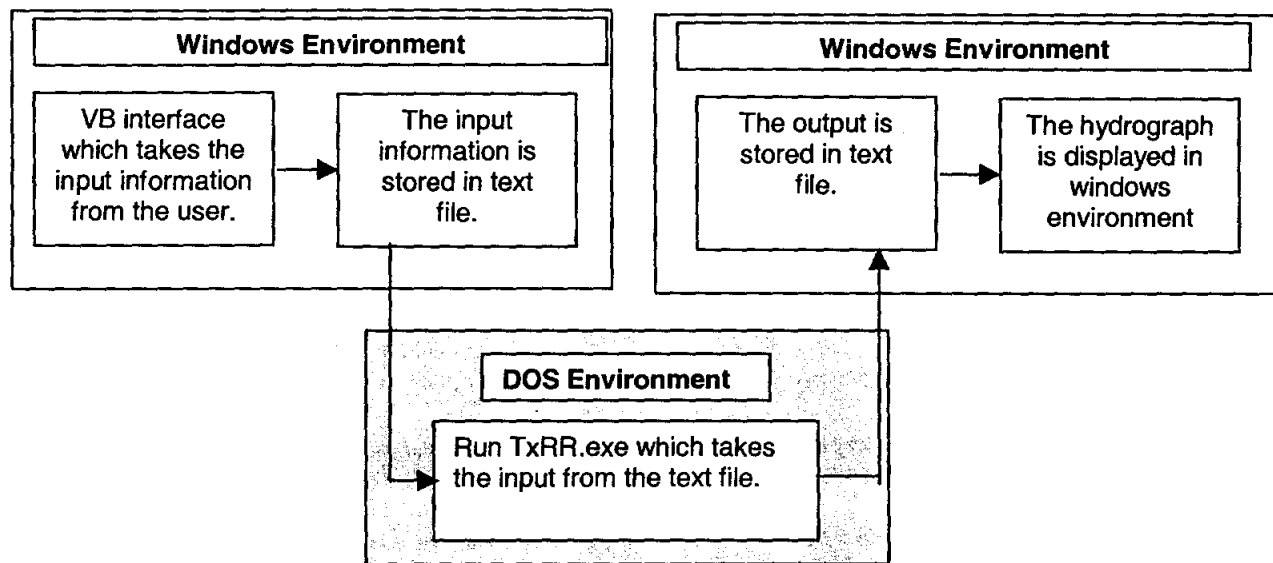 Windows Environment
VB interface
which takes the
input information
from the user.
The input
information is
stored in text
file.
Windows Environment
The output is
stored in text
file.
The hydrograph
is displayed in
windows
environment
DOS Environment
Run TxRR.exe which takes
the input from the text file.